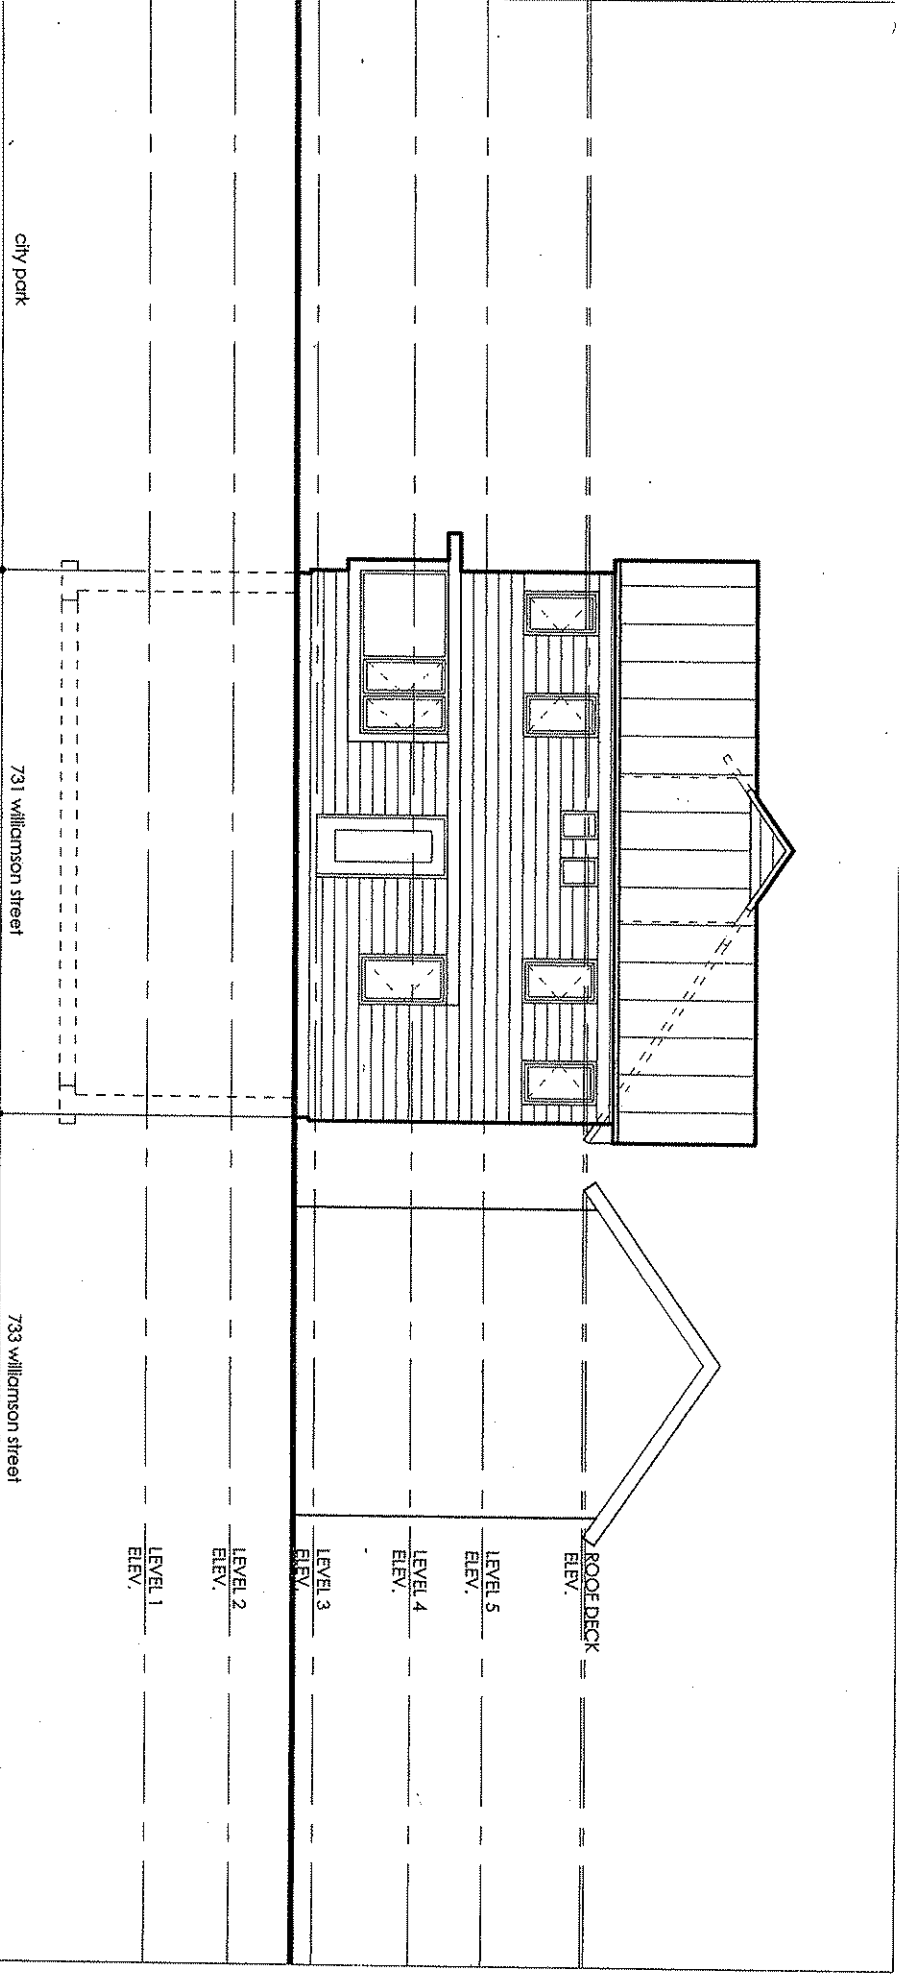 ROOF DECK
ELEV.
LEVEL 5
ELEV.
LEVEL 4
ELEV.
LEVEL 3
ELEV.
LEVEL 2
ELEV.
LEVEL 1
ELEV.
city park
731 williamson street
733 williamson street